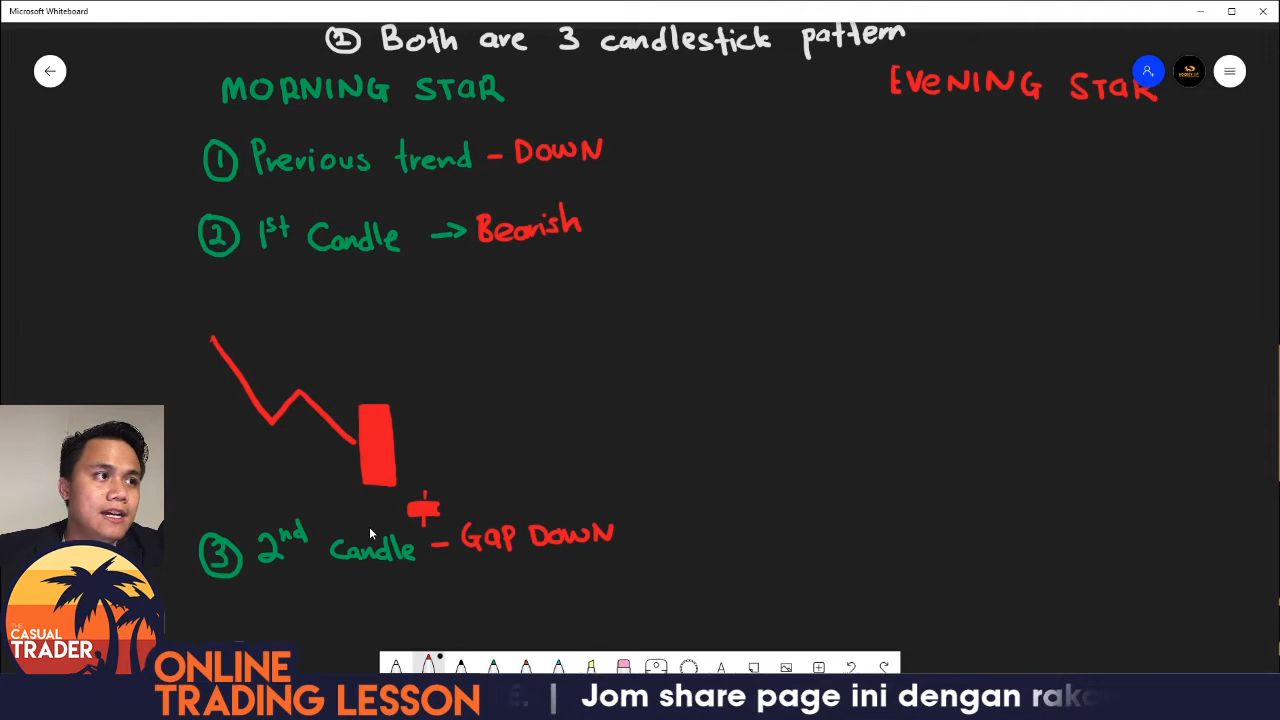 Microsoft Whiteboard
② Both are 3 candlestick pattern
MORNING STAR
EVENING STAR
① Previous trend - DOWN
② 1st Candle → Bearish
③ 2nd Candle - GAP DOWN
THE
CASUAL
TRADER
ONLINE
TRADING LESSON
E. | Jom share page ini dengan raka